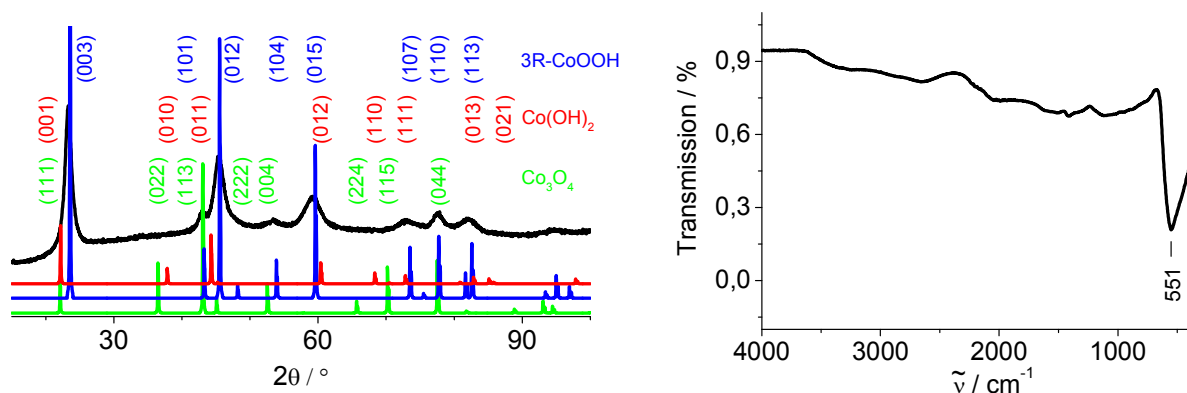 (003) (101) (012) (104) (015) (107) (110) (113) 3R-CoOOH
(001) (010) (011) (012) (110) (111) (013) (021) Co(OH)₂
(111) (022) (113) (222) (004) (224) (115) (044) Co₃O₄
30 60 90
2θ / °
Transmission / %
0,9
0,6
0.3
0.0
551
4000 3000 2000 1000
ṽ / cm⁻¹